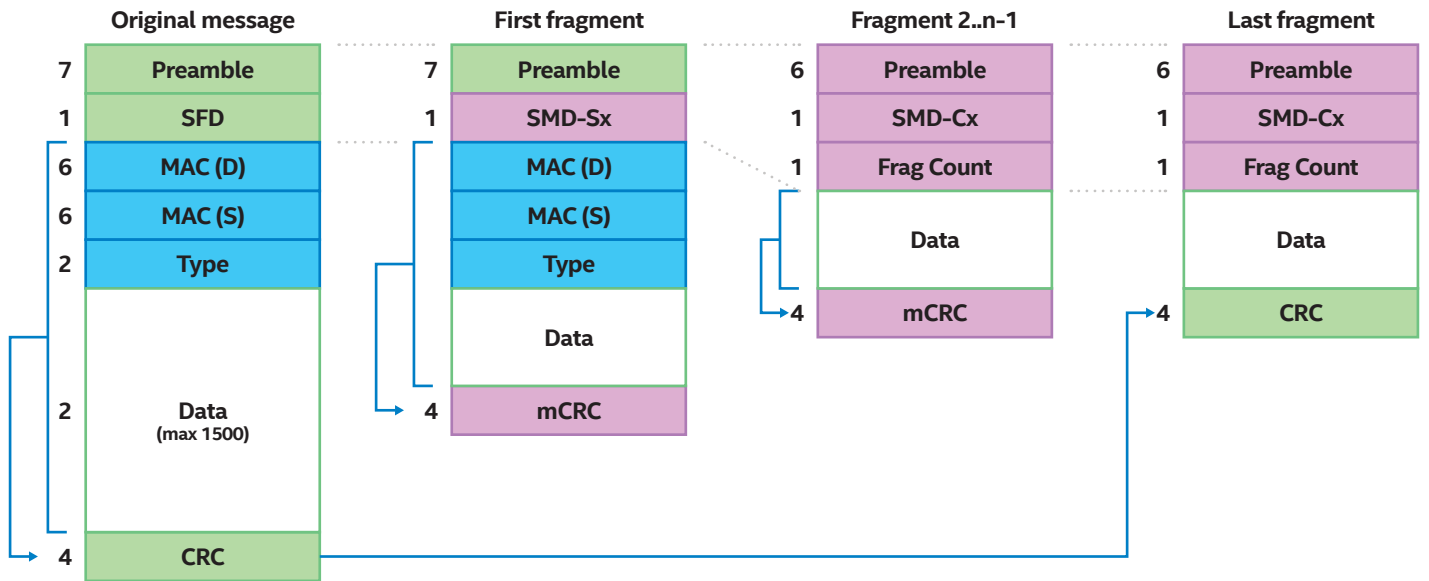 Original message
7
Preamble
1
SFD
6
MAC (D)
6
MAC (S)
2
Type
2
Data
(max 1500)
4
CRC
First fragment
7
Preamble
1
SMD-Sx
MAC (D)
MAC (S)
Type
Data
4
mCRC
Fragment 2..n-1
6
Preamble
1
SMD-Cx
1
Frag Count
Data
4
mCRC
Last fragment
6
Preamble
1
SMD-Cx
1
Frag Count
Data
4
CRC